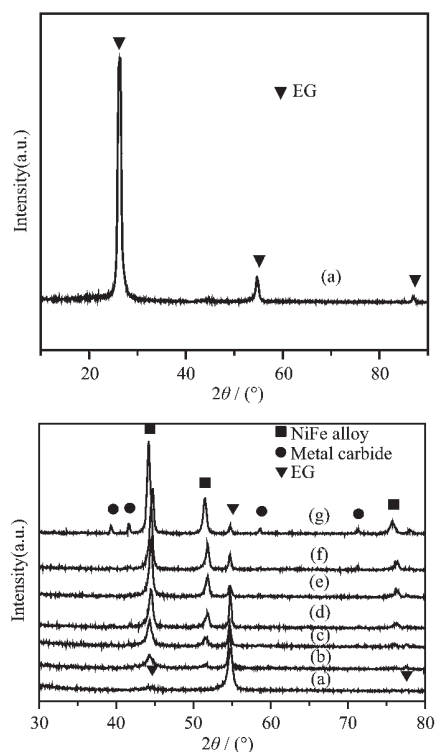 ▼ EG
(a)
Intensity(a.u.)
20 40 60 80
2θ / (°)
■ NiFe alloy
● Metal carbide
▼ EG
(g)
(f)
(e)
(d)
(c)
(b)
(a)
Intensity(a.u.)
30 40 50 60 70 80
2θ / (°)